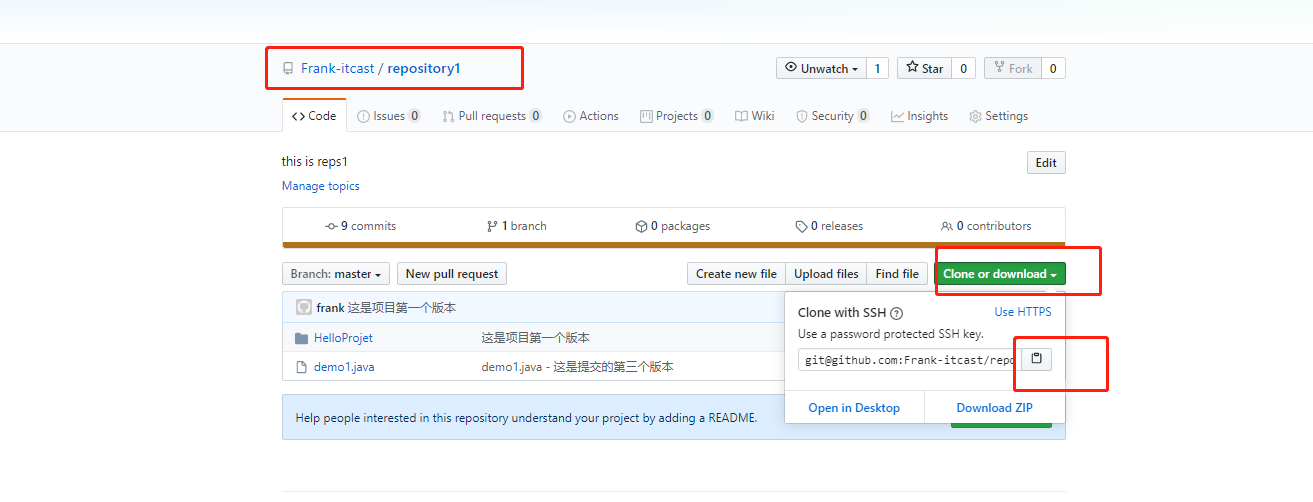 Frank-itcast / repository1
Unwatch 1 Star 0 Fork 0
Code Issues 0 Pull requests 0 Actions Projects 0 Wiki Security 0 Insights Settings
this is reps1
Edit
Manage topics
9 commits 1 branch 0 packages 0 releases 0 contributors
Branch: master New pull request Create new file Upload files Find file Clone or download
frank 这是项目第一个版本
HelloProjet 这是项目第一个版本
demo1.java demo1.java - 这是提交的第三个版本
Clone with SSH Use HTTPS
Use a password protected SSH key.
git@github.com:Frank-itcast/repo
Open in Desktop Download ZIP
Help people interested in this repository understand your project by adding a README.